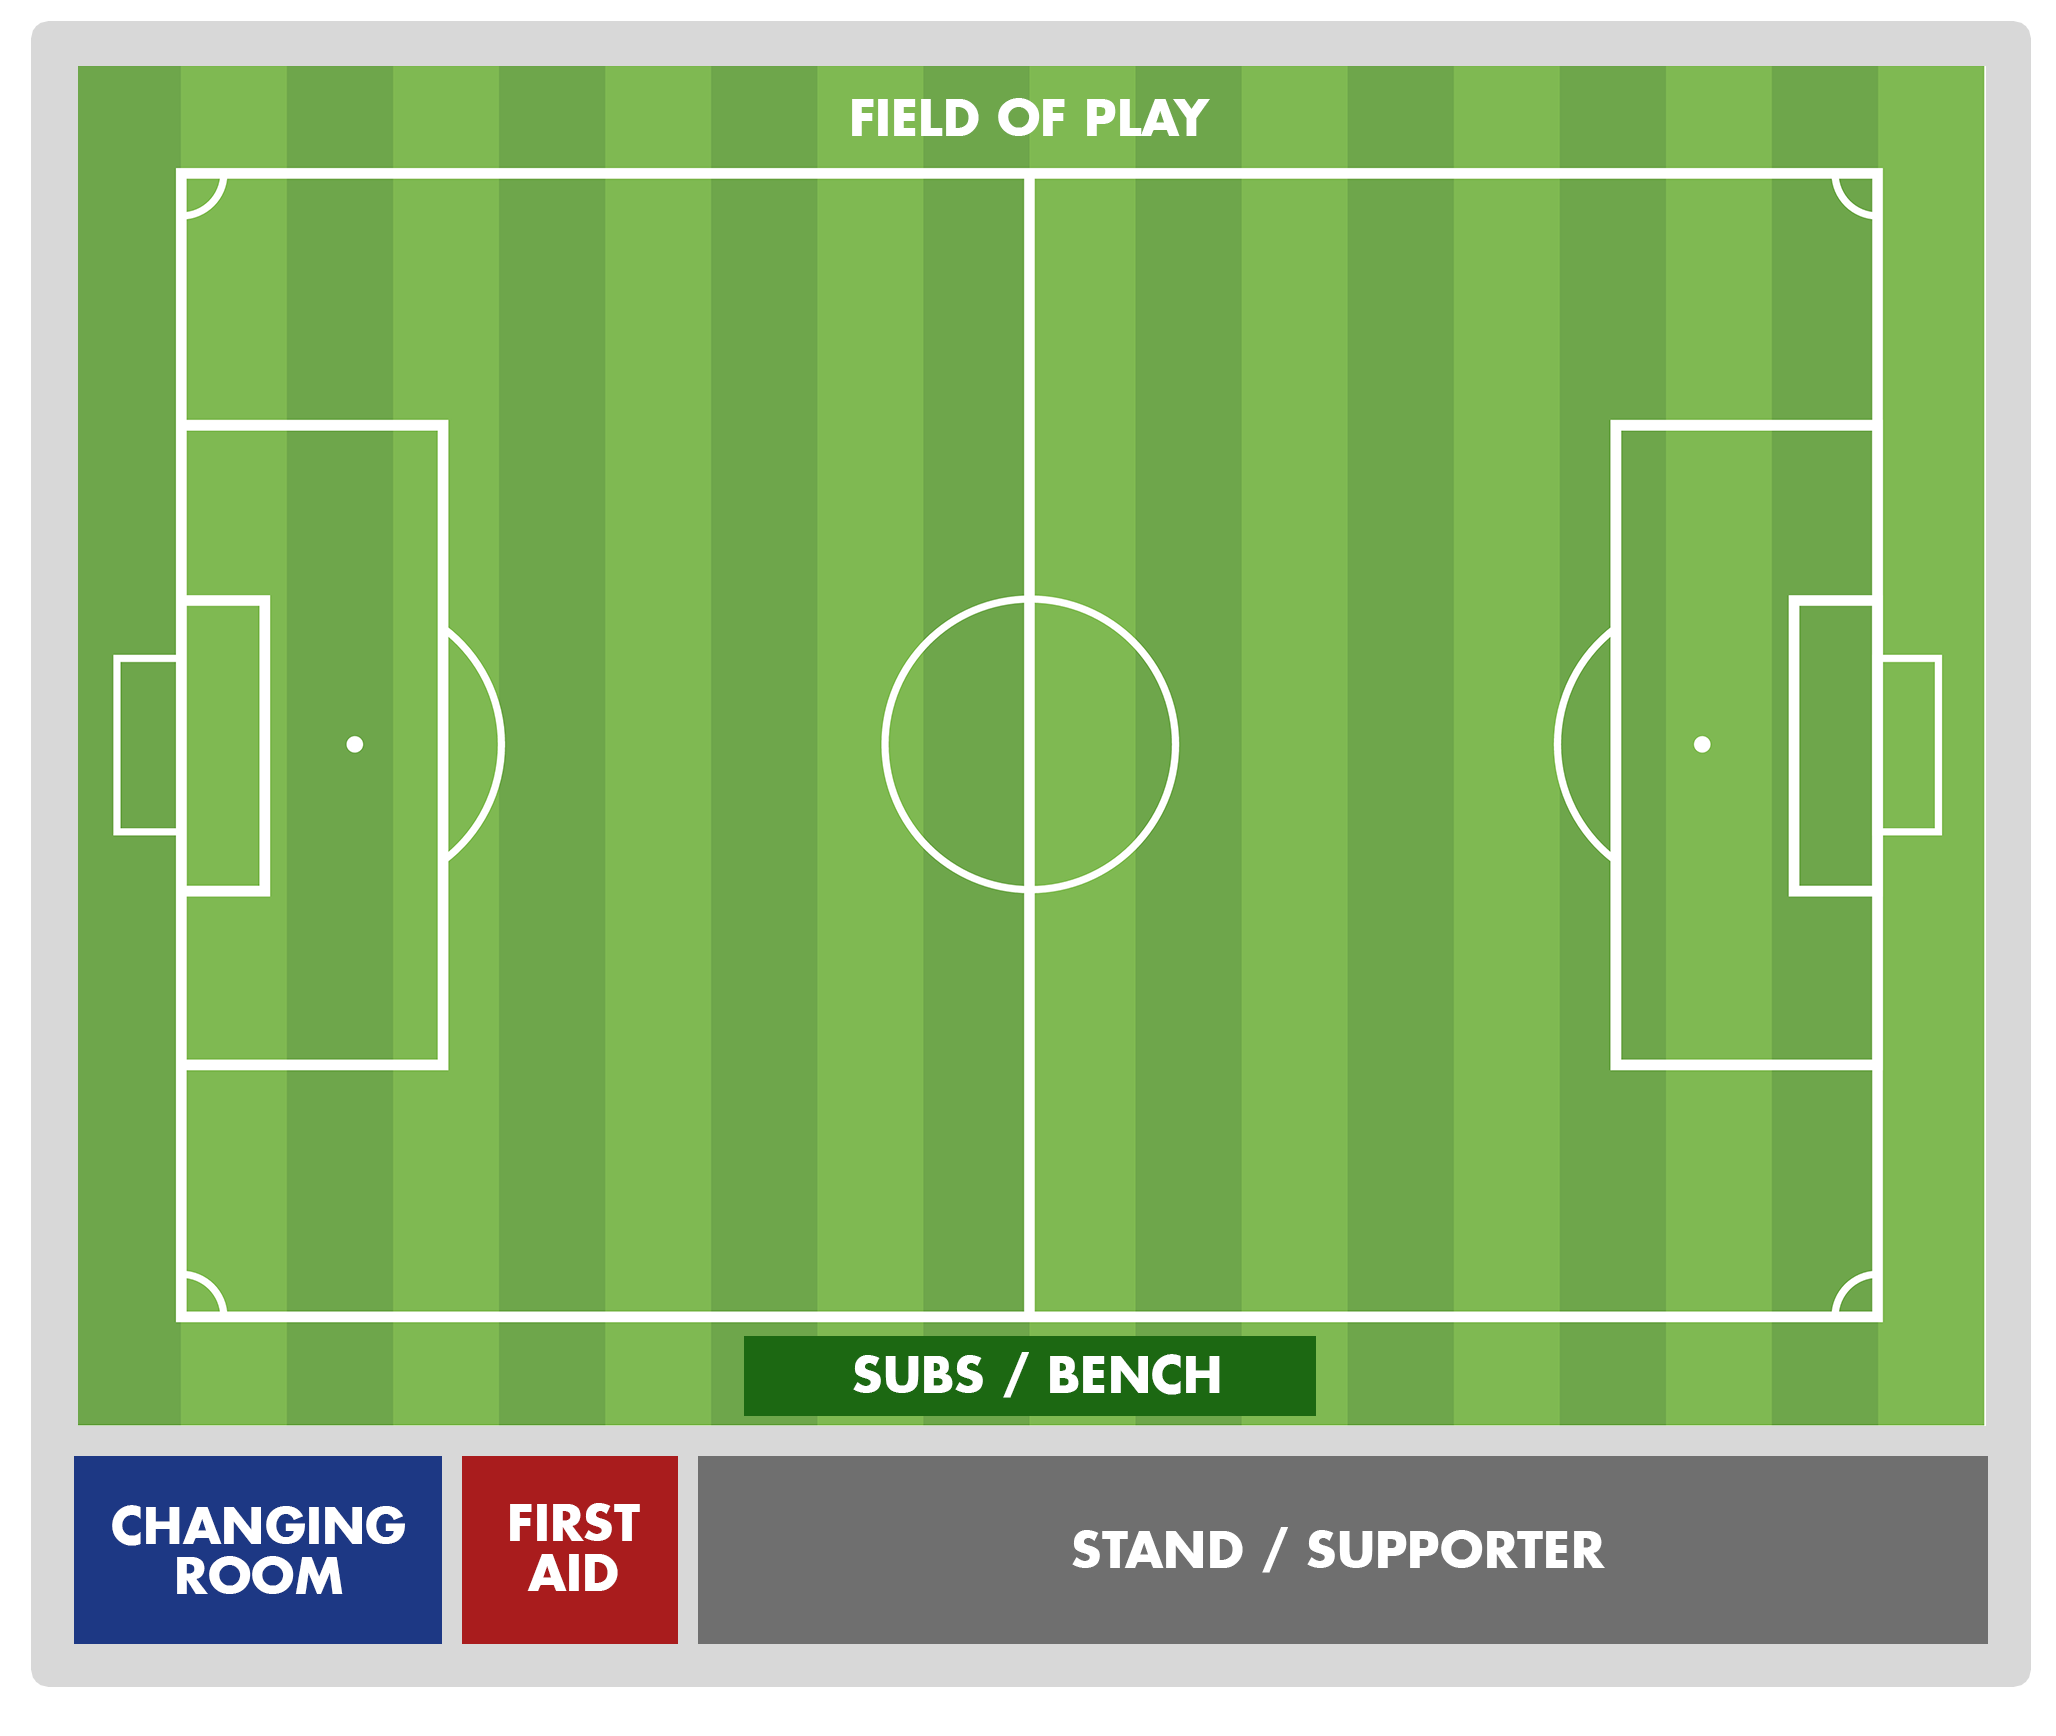 FIELD OF PLAY
SUBS / BENCH
CHANGING
ROOM
FIRST
AID
STAND / SUPPORTER